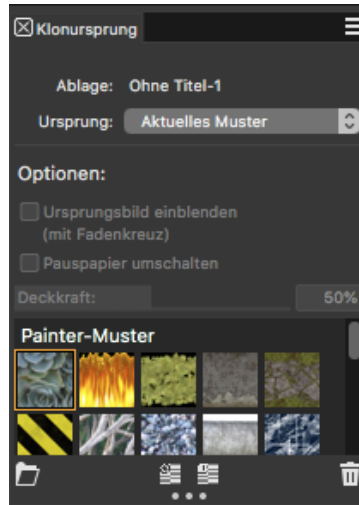 Klonursprung
Ablage: Ohne Titel-1
Ursprung: Aktuelles Muster
Optionen:
Ursprungsbild einblenden
(mit Fadenkreuz)
Pauspapier umschalten
Deckkraft: 50%
Painter-Muster